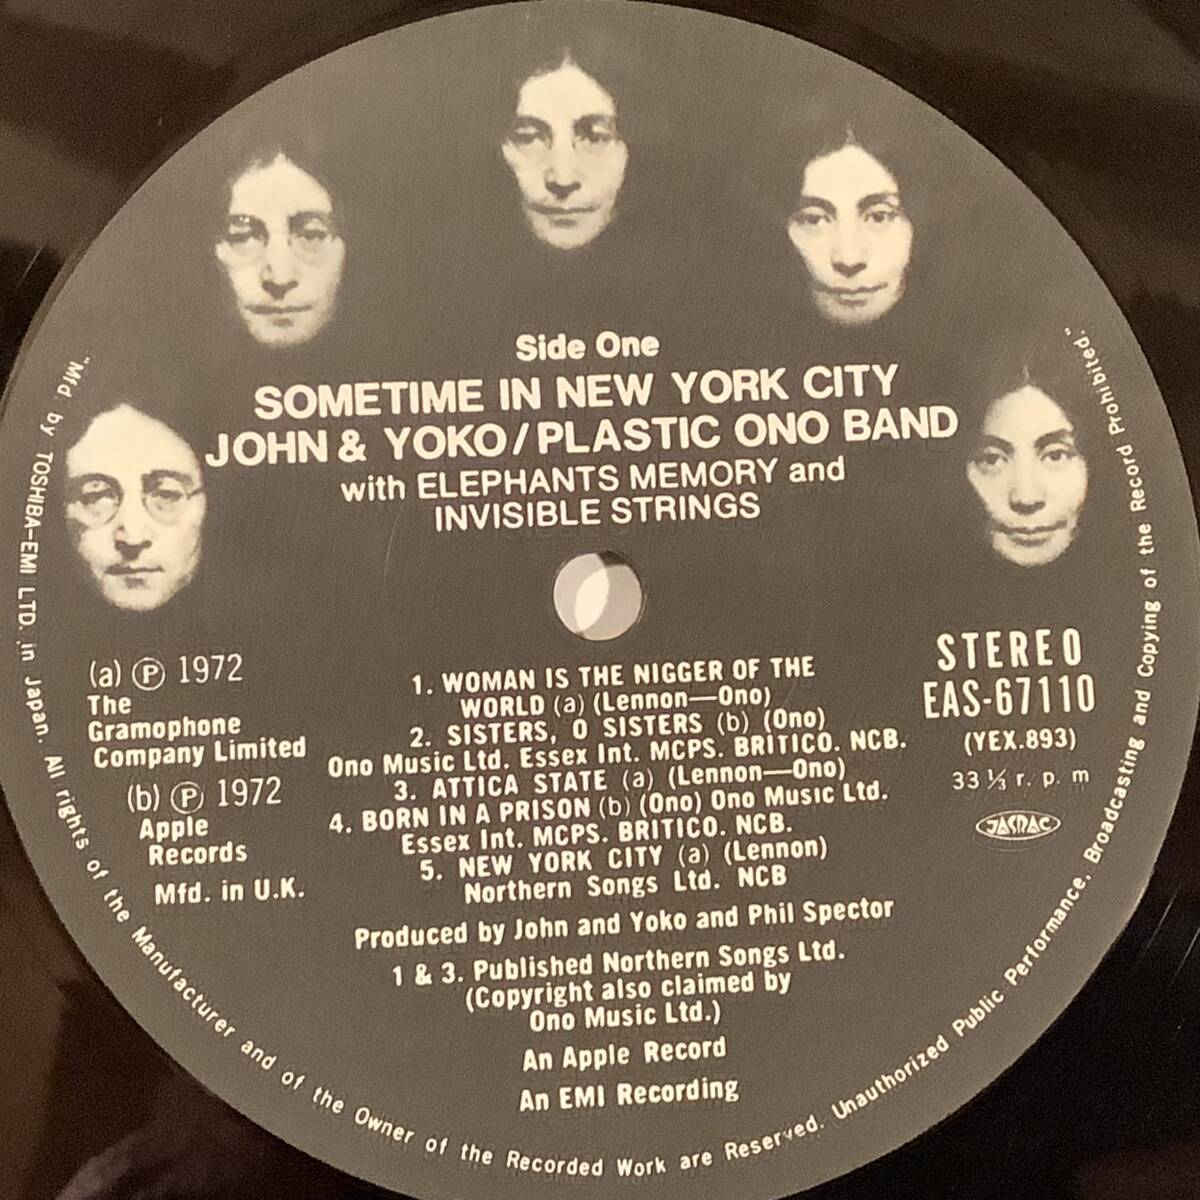 Side One
SOMETIME IN NEW YORK CITY
JOHN & YOKO/PLASTIC ONO BAND
with ELEPHANTS MEMORY and
INVISIBLE STRINGS
(a) Ⓟ 1972
The
Gramophone
Company Limited
(b) Ⓟ 1972
Apple
Records
Mfd. in U.K.
1. WOMAN IS THE NIGGER OF THE
WORLD (a) (Lennon—Ono)
2. SISTERS, O SISTERS (b) (Ono)
Ono Music Ltd. Essex Int. MCPS. BRITICO. NCB.
3. ATTICA STATE (a) (Lennon—Ono)
4. BORN IN A PRISON (b) (Ono) Ono Music Ltd.
Essex Int. MCPS. BRITICO. NCB.
5. NEW YORK CITY (a) (Lennon)
Northern Songs Ltd. NCB
STEREO
EAS-67110
(YEX.893)
33 ⅓ r. p. m
JASRAC
Produced by John and Yoko and Phil Spector
1 & 3. Published Northern Songs Ltd.
(Copyright also claimed by
Ono Music Ltd.)
An Apple Record
An EMI Recording
"Mfd. by TOSHIBA-EMI LTD. in Japan. All rights of the Manufacturer and of the Owner of the Recorded Work are Reserved. Unauthorized Public Performance, Broadcasting and Copying of the Record Prohibited."